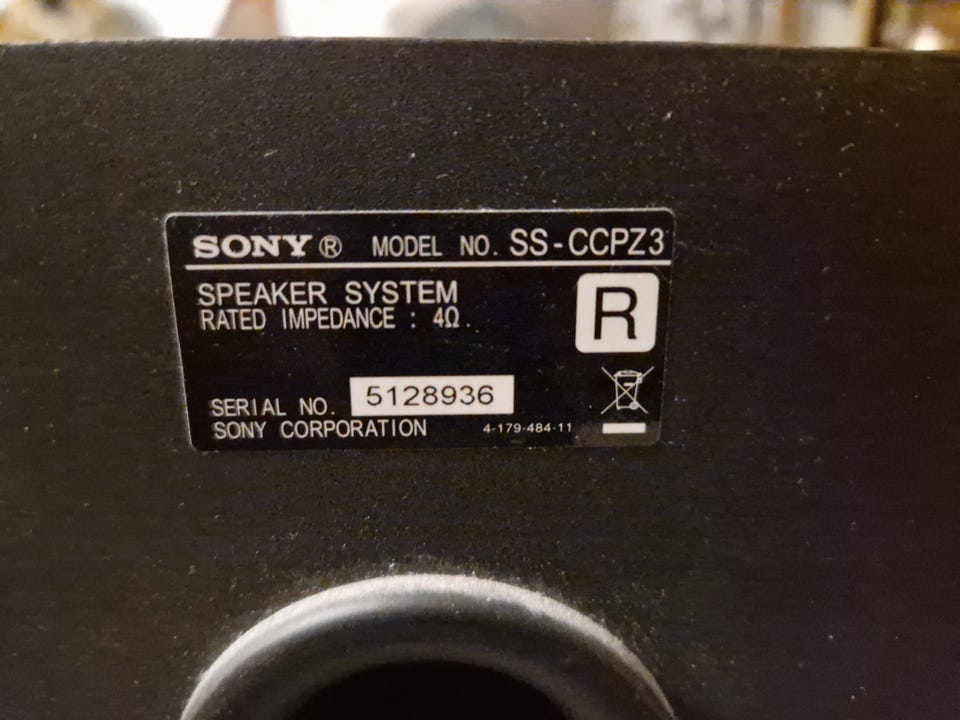 SONY® MODEL NO. SS-CCPZ3
SPEAKER SYSTEM
RATED IMPEDANCE : 4Ω.
R
SERIAL NO. 5128936
SONY CORPORATION 4-179-484-11